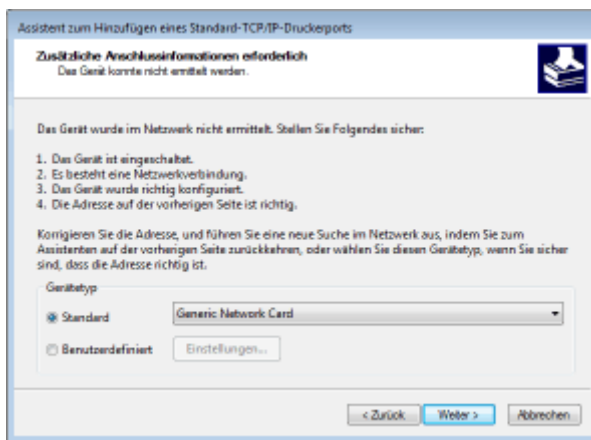 Assistent zum Hinzufügen eines Standard-TCP/IP-Druckerports
Zusätzliche Anschlussinformationen erforderlich
Das Gerät konnte nicht ermittelt werden.
Das Gerät wurde im Netzwerk nicht ermittelt. Stellen Sie Folgendes sicher:
1. Das Gerät ist eingeschaltet.
2. Es besteht eine Netzwerkverbindung.
3. Das Gerät wurde richtig konfiguriert.
4. Die Adresse auf der vorherigen Seite ist richtig.
Korrigieren Sie die Adresse, und führen Sie eine neue Suche im Netzwerk aus, indem Sie zum
Assistenten auf der vorherigen Seite zurückkehren, oder wählen Sie diesen Gerätetyp, wenn Sie sicher
sind, dass die Adresse richtig ist.
Gerätetyp
Standard Generic Network Card
Benutzerdefiniert Einstellungen...
< Zurück Weiter > Abbrechen